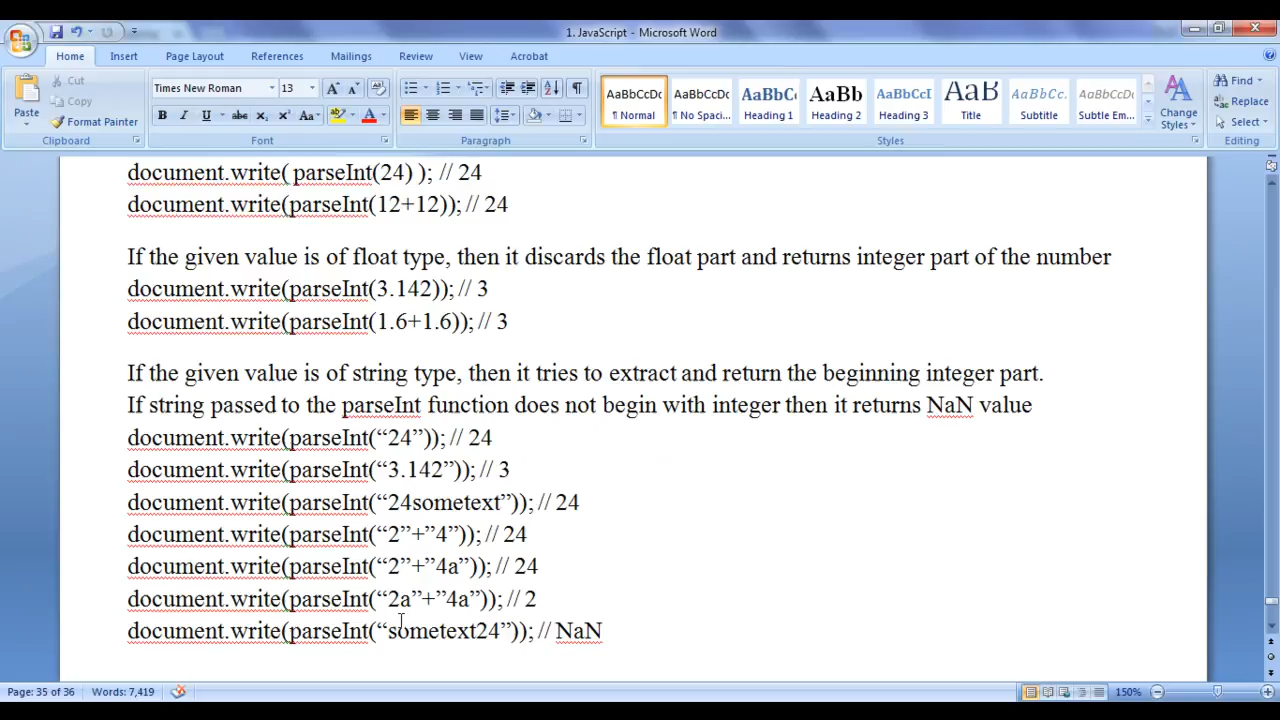 1. JavaScript - Microsoft Word
Home Insert Page Layout References Mailings Review View Acrobat
Paste
Cut
Copy
Format Painter
Clipboard
Times New Roman 13
B I U abc x₂ x² Aa
Font
Paragraph
AaBbCcDc AaBbCcDc AaBbC AaBb AaBbCc AaB AaBbCc. AaBbCcDc
¶ Normal ¶ No Spaci... Heading 1 Heading 2 Heading 3 Title Subtitle Subtle Em...
Change Styles
Styles
Find
Replace
Select
Editing
document.write( parseInt(24) ); // 24
document.write(parseInt(12+12)); // 24
If the given value is of float type, then it discards the float part and returns integer part of the number
document.write(parseInt(3.142)); // 3
document.write(parseInt(1.6+1.6)); // 3
If the given value is of string type, then it tries to extract and return the beginning integer part.
If string passed to the parseInt function does not begin with integer then it returns NaN value
document.write(parseInt(“24”)); // 24
document.write(parseInt(“3.142”)); // 3
document.write(parseInt(“24sometext”)); // 24
document.write(parseInt(“2”+”4”)); // 24
document.write(parseInt(“2”+”4a”)); // 24
document.write(parseInt(“2a”+”4a”)); // 2
document.write(parseInt(“sometext24”)); // NaN
Page: 35 of 36 Words: 7,419 150%